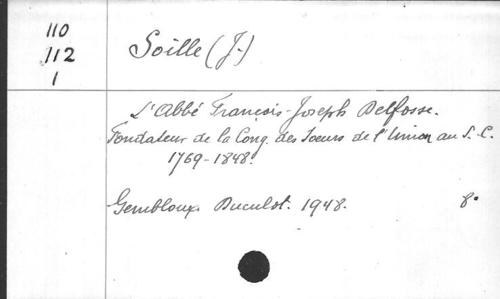 110
112
1
Soille (J.)
L'Abbé François-Joseph Delfosse.
Fondateur de la Cong. des Soeurs de l'Union au S.-C.
1769-1848.
Gembloux. Duculot. 1948. 8°